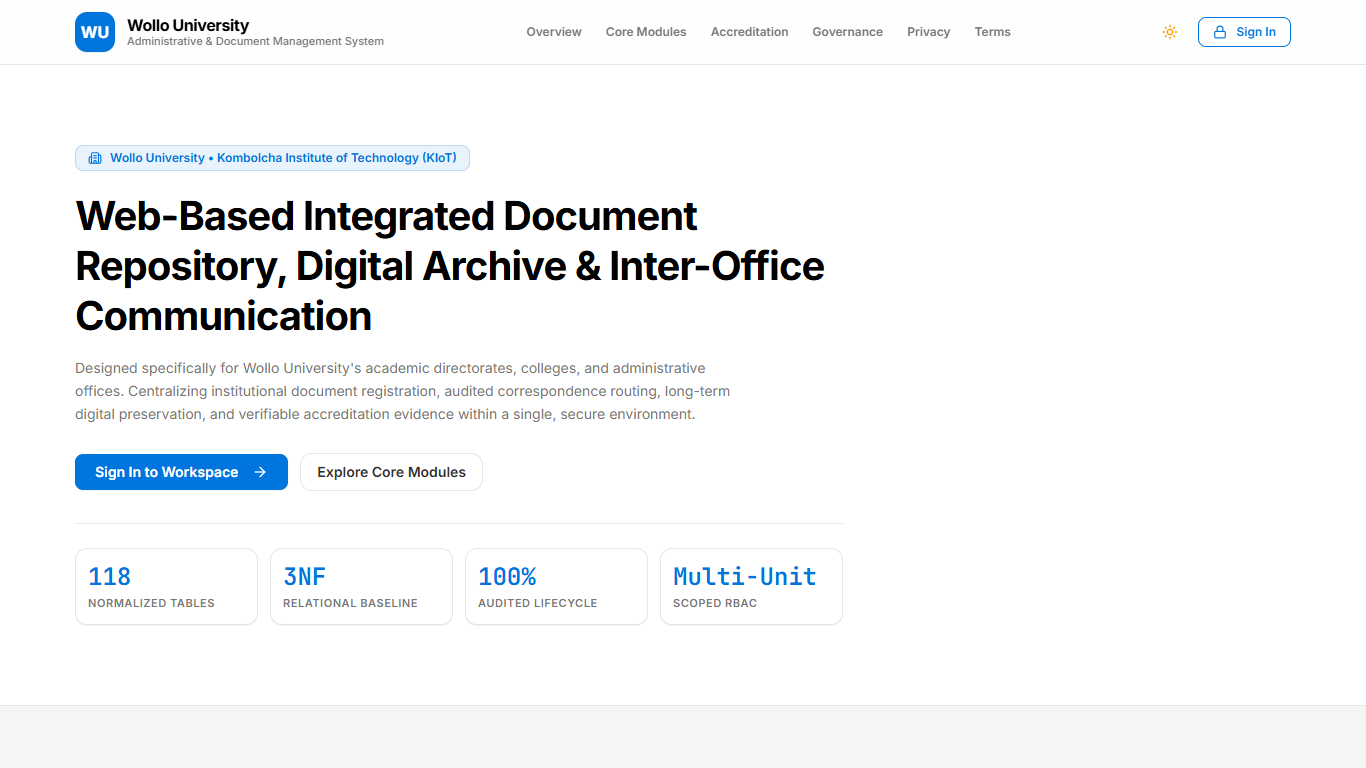 WU
Wollo University
Administrative & Document Management System
Overview
Core Modules
Accreditation
Governance
Privacy
Terms
Sign In
Wollo University • Kombolcha Institute of Technology (KIoT)
Web-Based Integrated Document
Repository, Digital Archive & Inter-Office
Communication
Designed specifically for Wollo University's academic directorates, colleges, and administrative
offices. Centralizing institutional document registration, audited correspondence routing, long-term
digital preservation, and verifiable accreditation evidence within a single, secure environment.
Sign In to Workspace
Explore Core Modules
118
NORMALIZED TABLES
3NF
RELATIONAL BASELINE
100%
AUDITED LIFECYCLE
Multi-Unit
SCOPED RBAC